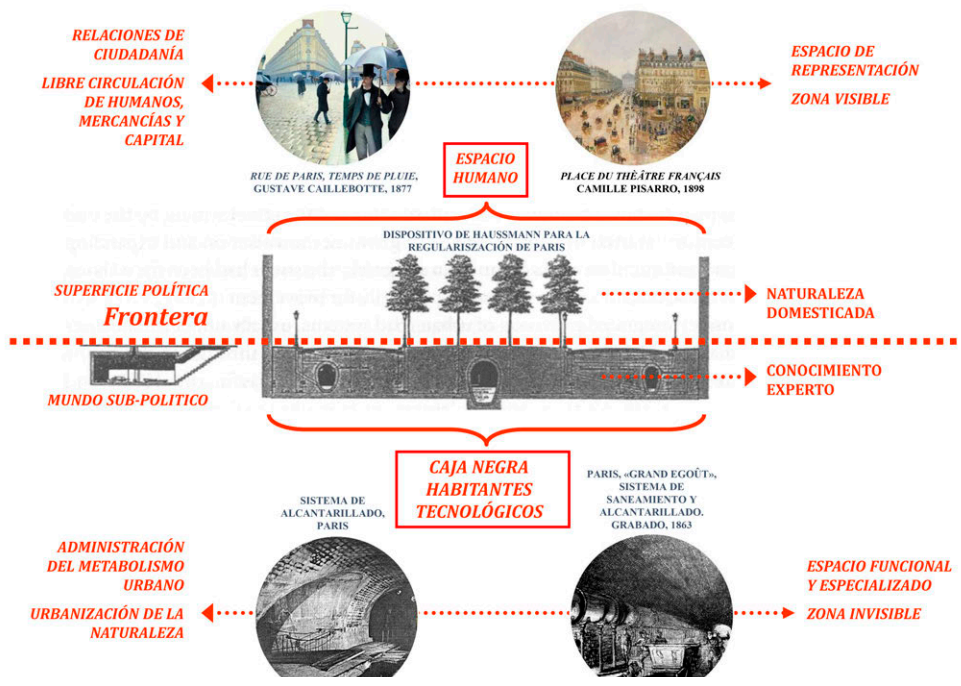 RELACIONES DE
CIUDADANÍA
LIBRE CIRCULACIÓN
DE HUMANOS,
MERCANCÍAS Y
CAPITAL
ESPACIO DE
REPRESENTACIÓN
ZONA VISIBLE
RUE DE PARIS, TEMPS DE PLUIE,
GUSTAVE CAILLEBOTTE, 1877
ESPACIO
HUMANO
PLACE DU THÈÂTRE FRANÇAIS
CAMILLE PISARRO, 1898
DISPOSITIVO DE HAUSSMANN PARA LA
REGULARISZACIÓN DE PARIS
SUPERFICIE POLÍTICA
Frontera
NATURALEZA
DOMESTICADA
MUNDO SUB-POLITICO
CONOCIMIENTO
EXPERTO
CAJA NEGRA
HABITANTES
TECNOLÓGICOS
SISTEMA DE
ALCANTARILLADO,
PARIS
PARIS, «GRAND EGOÛT»,
SISTEMA DE
SANEAMIENTO Y
ALCANTARILLADO.
GRABADO, 1863
ADMINISTRACIÓN
DEL METABOLISMO
URBANO
URBANIZACIÓN DE LA
NATURALEZA
ESPACIO FUNCIONAL
Y ESPECIALIZADO
ZONA INVISIBLE